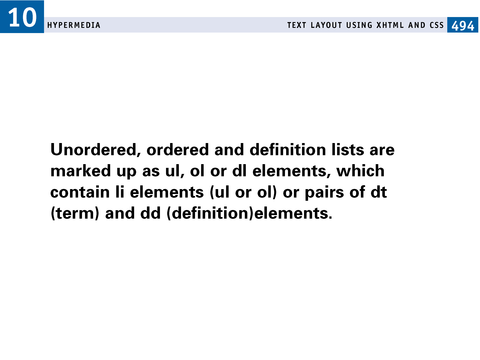 10 HYPERMEDIA TEXT LAYOUT USING XHTML AND CSS 494
Unordered, ordered and definition lists are
marked up as ul, ol or dl elements, which
contain li elements (ul or ol) or pairs of dt
(term) and dd (definition)elements.